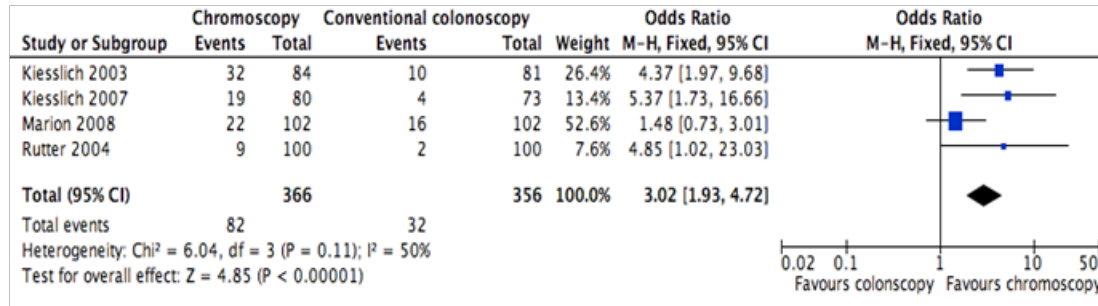 Chromoscopy Conventional colonoscopy Odds Ratio Odds Ratio
Study or Subgroup Events Total Events Total Weight M-H, Fixed, 95% CI M-H, Fixed, 95% CI
Kiesslich 2003 32 84 10 81 26.4% 4.37 [1.97, 9.68]
Kiesslich 2007 19 80 4 73 13.4% 5.37 [1.73, 16.66]
Marion 2008 22 102 16 102 52.6% 1.48 [0.73, 3.01]
Rutter 2004 9 100 2 100 7.6% 4.85 [1.02, 23.03]
Total (95% CI) 366 356 100.0% 3.02 [1.93, 4.72]
Total events 82 32
Heterogeneity: Chi² = 6.04, df = 3 (P = 0.11); I² = 50%
Test for overall effect: Z = 4.85 (P < 0.00001)
0.02 0.1 1 10 50
Favours colonscopy Favours chromoscopy